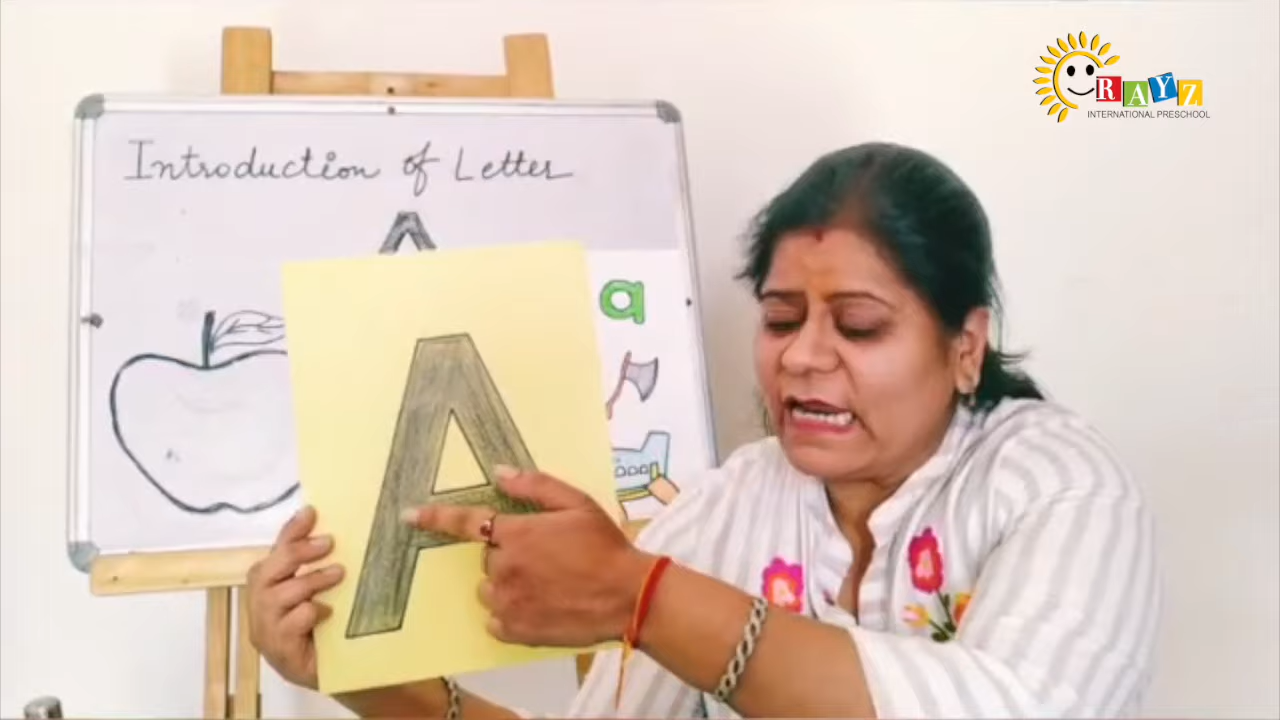 RAYZ
INTERNATIONAL PRESCHOOL
Introduction of Letter
A
a
A